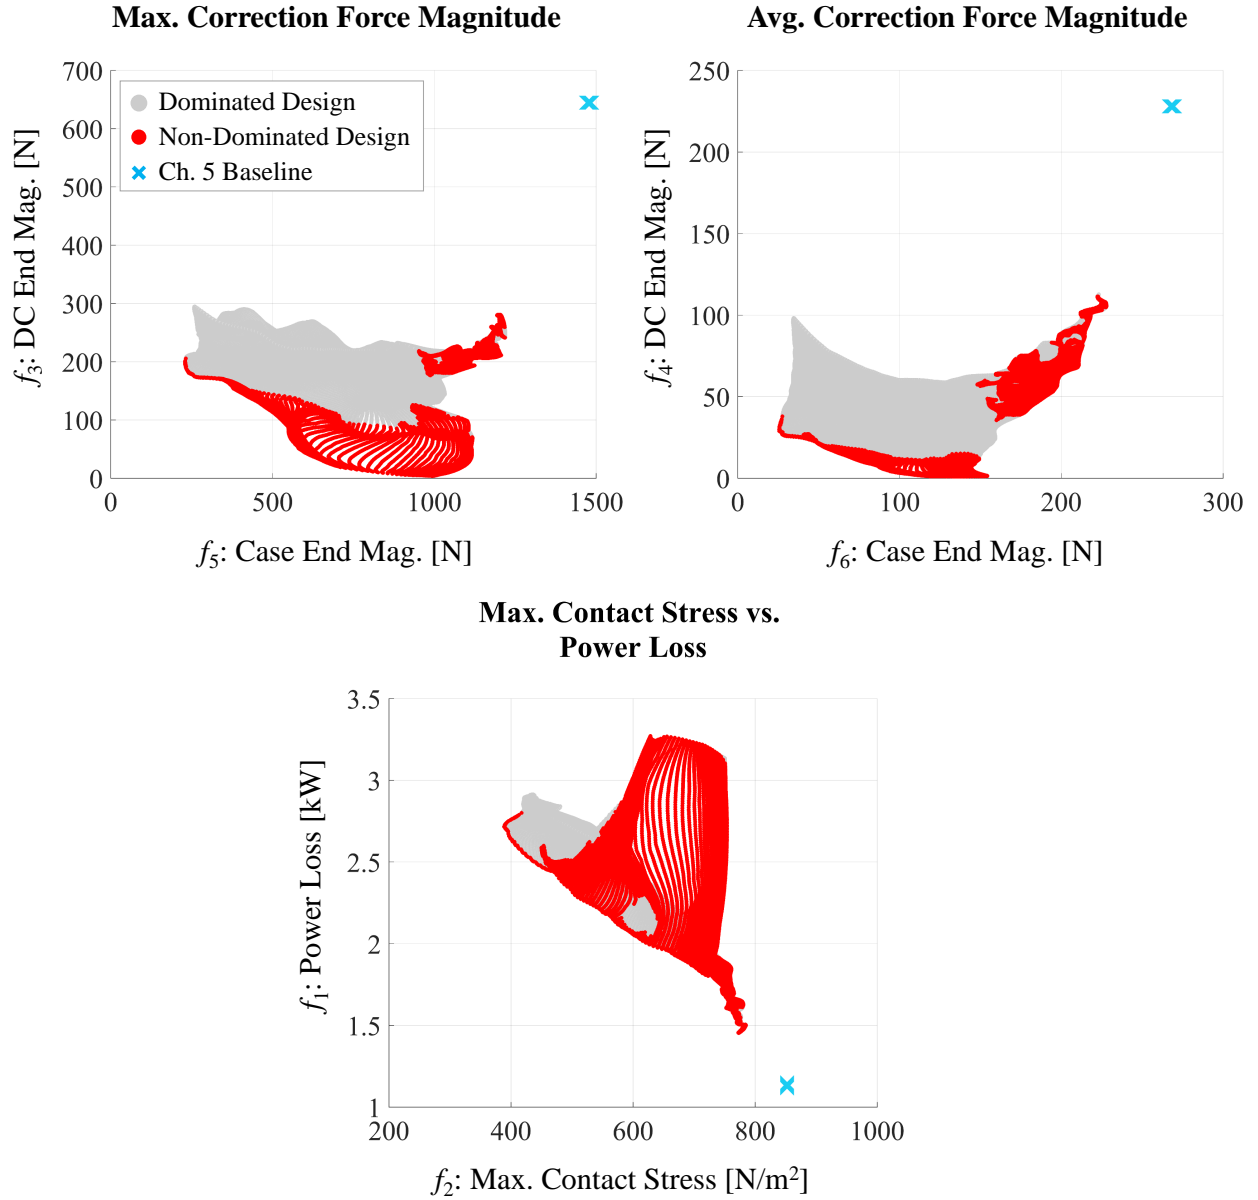 Max. Correction Force Magnitude
700
600
500
400
300
200
100
0
0
500
1000
1500
f3: DC End Mag. [N]
f5: Case End Mag. [N]
Dominated Design
Non-Dominated Design
Ch. 5 Baseline
Avg. Correction Force Magnitude
250
200
150
100
50
0
0
100
200
300
f4: DC End Mag. [N]
f6: Case End Mag. [N]
Max. Contact Stress vs.
Power Loss
3.5
3
2.5
2
1.5
1
200
400
600
800
1000
f1: Power Loss [kW]
f2: Max. Contact Stress [N/m²]